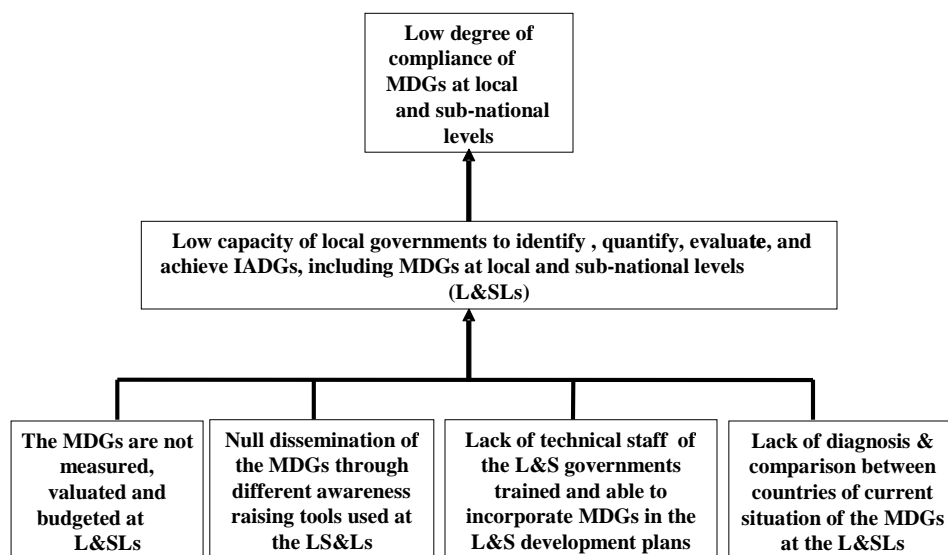 Low degree of
compliance of
MDGs at local
and sub-national
levels
Low capacity of local governments to identify , quantify, evaluate, and
achieve IADGs, including MDGs at local and sub-national levels
(L&SLs)
The MDGs are not
measured,
valuated and
budgeted at
L&SLs
Null dissemination of
the MDGs through
different awareness
raising tools used at
the LS&Ls
Lack of technical staff of
the L&S governments
trained and able to
incorporate MDGs in the
L&S development plans
Lack of diagnosis &
comparison between
countries of current
situation of the MDGs
at the L&SLs